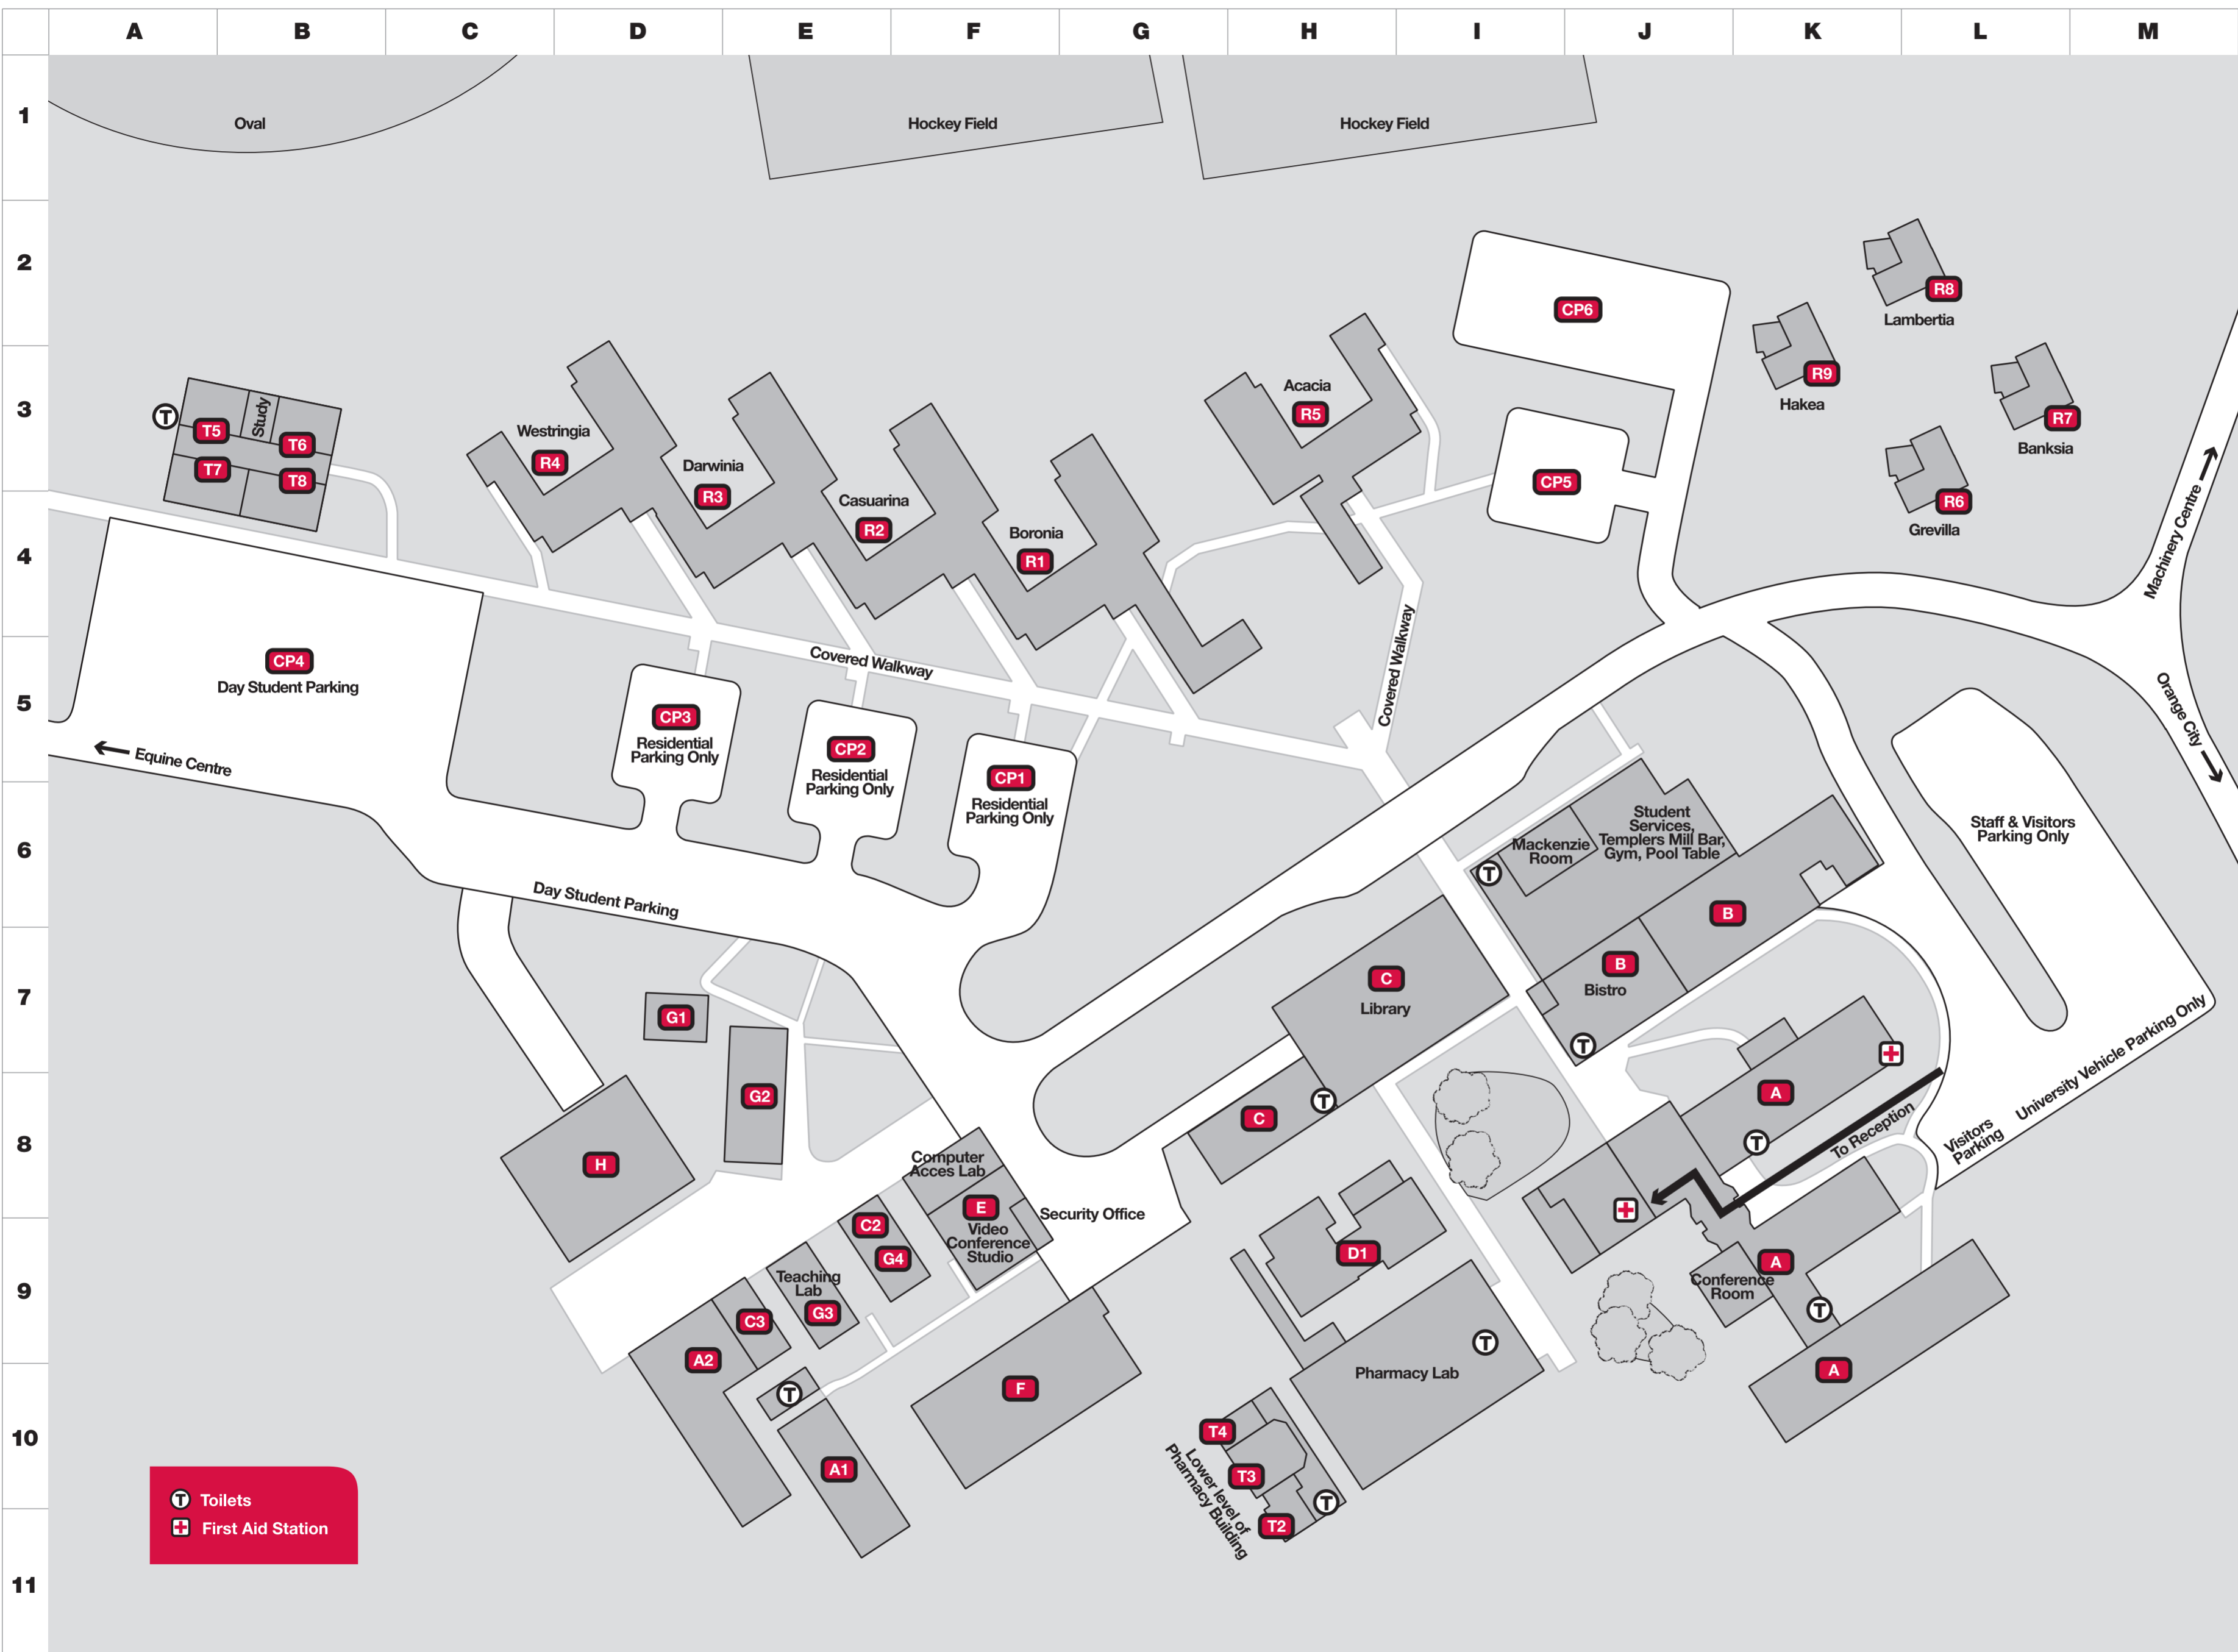 A B C D E F G H I J K L M
1
2
3
4
5
6
7
8
9
10
11
Oval
Hockey Field
Hockey Field
CP6
R8
Lambertia
R9
Hakea
R7
Banksia
R6
Grevilla
Acacia
R5
CP5
T
T5
Study
T6
T7
T8
Westringia
R4
Darwinia
R3
Casuarina
R2
Boronia
R1
Machinery Centre
Orange City
Covered Walkway
Covered Walkway
CP4
Day Student Parking
Equine Centre
CP3
Residential
Parking Only
CP2
Residential
Parking Only
CP1
Residential
Parking Only
Day Student Parking
Staff & Visitors
Parking Only
Student
Services,
Templers Mill Bar,
Gym, Pool Table
Mackenzie
Room
T
B
B
Bistro
T
C
Library
C
T
G1
G2
H
A
T
To Reception
Visitors
Parking
University Vehicle Parking Only
Computer
Acces Lab
E
Video
Conference
Studio
Security Office
C2
G4
Teaching
Lab
G3
C3
A2
T
A1
F
D1
T
Pharmacy Lab
A
Conference
Room
T
A
T4
T3
T2
T
Lower level of
Pharmacy Building
T Toilets
First Aid Station